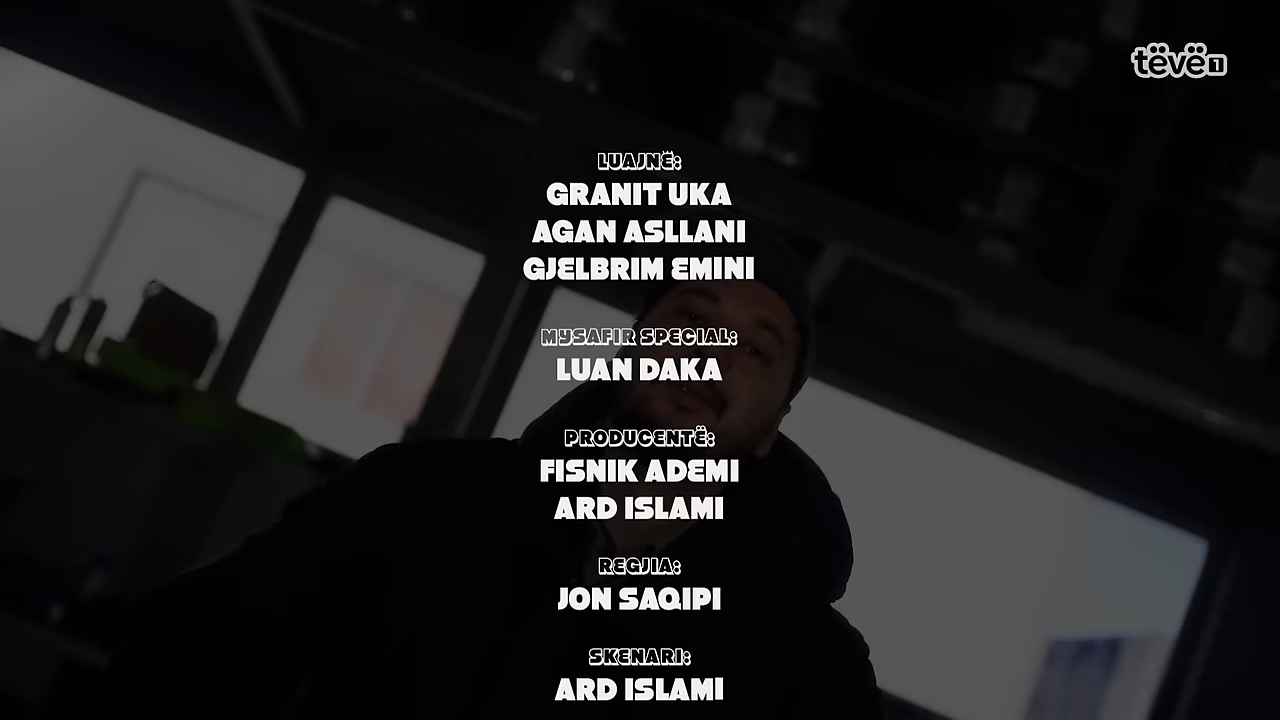 tëvë1
LUAJNË:
GRANIT UKA
AGAN ASLLANI
GJELBRIM EMINI
MYSAFIR SPECIAL:
LUAN DAKA
PRODUCENTË:
FISNIK ADEMI
ARD ISLAMI
REGJIA:
JON SAQIPI
SKENARI:
ARD ISLAMI